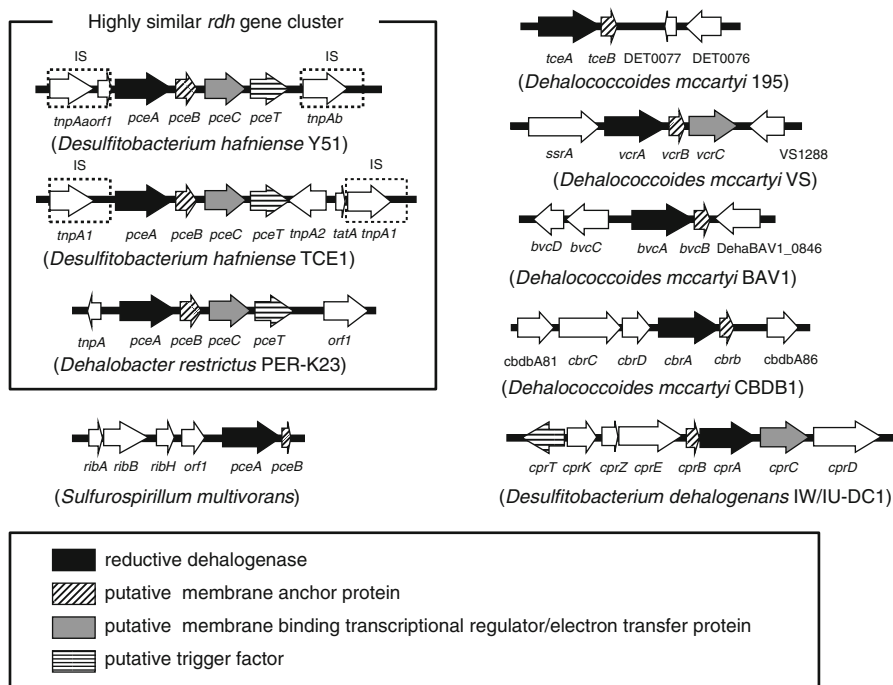 Highly similar rdh gene cluster
IS IS
tnpAaorf1 pceA pceB pceC pceT tnpAb
(Desulfitobacterium hafniense Y51)
IS IS
tnpA1 pceA pceB pceC pceT tnpA2 tatA tnpA1
(Desulfitobacterium hafniense TCE1)
tnpA pceA pceB pceC pceT orf1
(Dehalobacter restrictus PER-K23)
ribA ribB ribH orf1 pceA pceB
(Sulfurospirillum multivorans)
tceA tceB DET0077 DET0076
(Dehalococcoides mccartyi 195)
ssrA vcrA vcrB vcrC VS1288
(Dehalococcoides mccartyi VS)
bvcD bvcC bvcA bvcB DehaBAV1_0846
(Dehalococcoides mccartyi BAV1)
cbdbA81 cbrC cbrD cbrA cbrb cbdbA86
(Dehalococcoides mccartyi CBDB1)
cprT cprK cprZ cprE cprB cprA cprC cprD
(Desulfitobacterium dehalogenans IW/IU-DC1)
reductive dehalogenase
putative membrane anchor protein
putative membrane binding transcriptional regulator/electron transfer protein
putative trigger factor